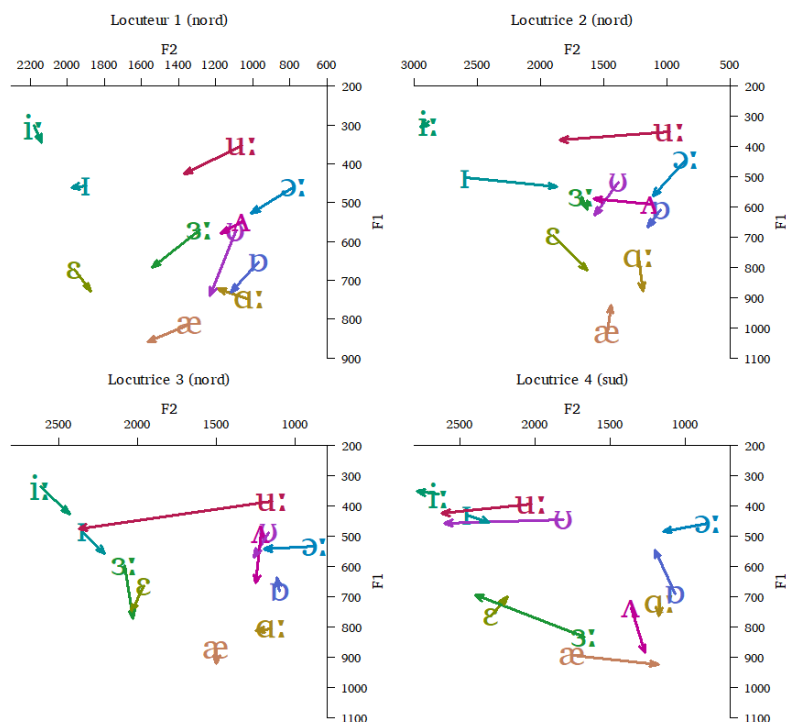 Locuteur 1 (nord)
F2
2200 2000 1800 1600 1400 1200 1000 800 600
200
300
400
500
600
700
800
900
F1
iː
ɪ
uː
ɔː
ɜː
ʌ
ʊ
ɛ
ɒ
ɑː
æ
Locutrice 2 (nord)
F2
3000 2500 2000 1500 1000 500
200
300
400
500
600
700
800
900
1000
1100
F1
iː
uː
ɔː
ɪ
ʊ
ɜː
ʌ
ɒ
ɛ
ɑː
æ
Locutrice 3 (nord)
F2
2500 2000 1500 1000
200
300
400
500
600
700
800
900
1000
1100
F1
iː
uː
ɪ
ʌ
ʊ
ɔː
ɜː
ɛ
ɒ
ɑː
æ
Locutrice 4 (sud)
F2
2500 2000 1500 1000
200
300
400
500
600
700
800
900
1000
1100
F1
iː
uː
ɪ
ʊ
ɔː
ɒ
ʌ
ɑː
ɛ
ɜː
æ